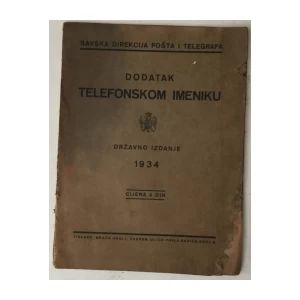 SAVSKA DIREKCIJA POŠTA I TELEGRAFA
DODATAK
TELEFONSKOM IMENIKU
DRŽAVNO IZDANJE
1934
CIJENA 5 DIN